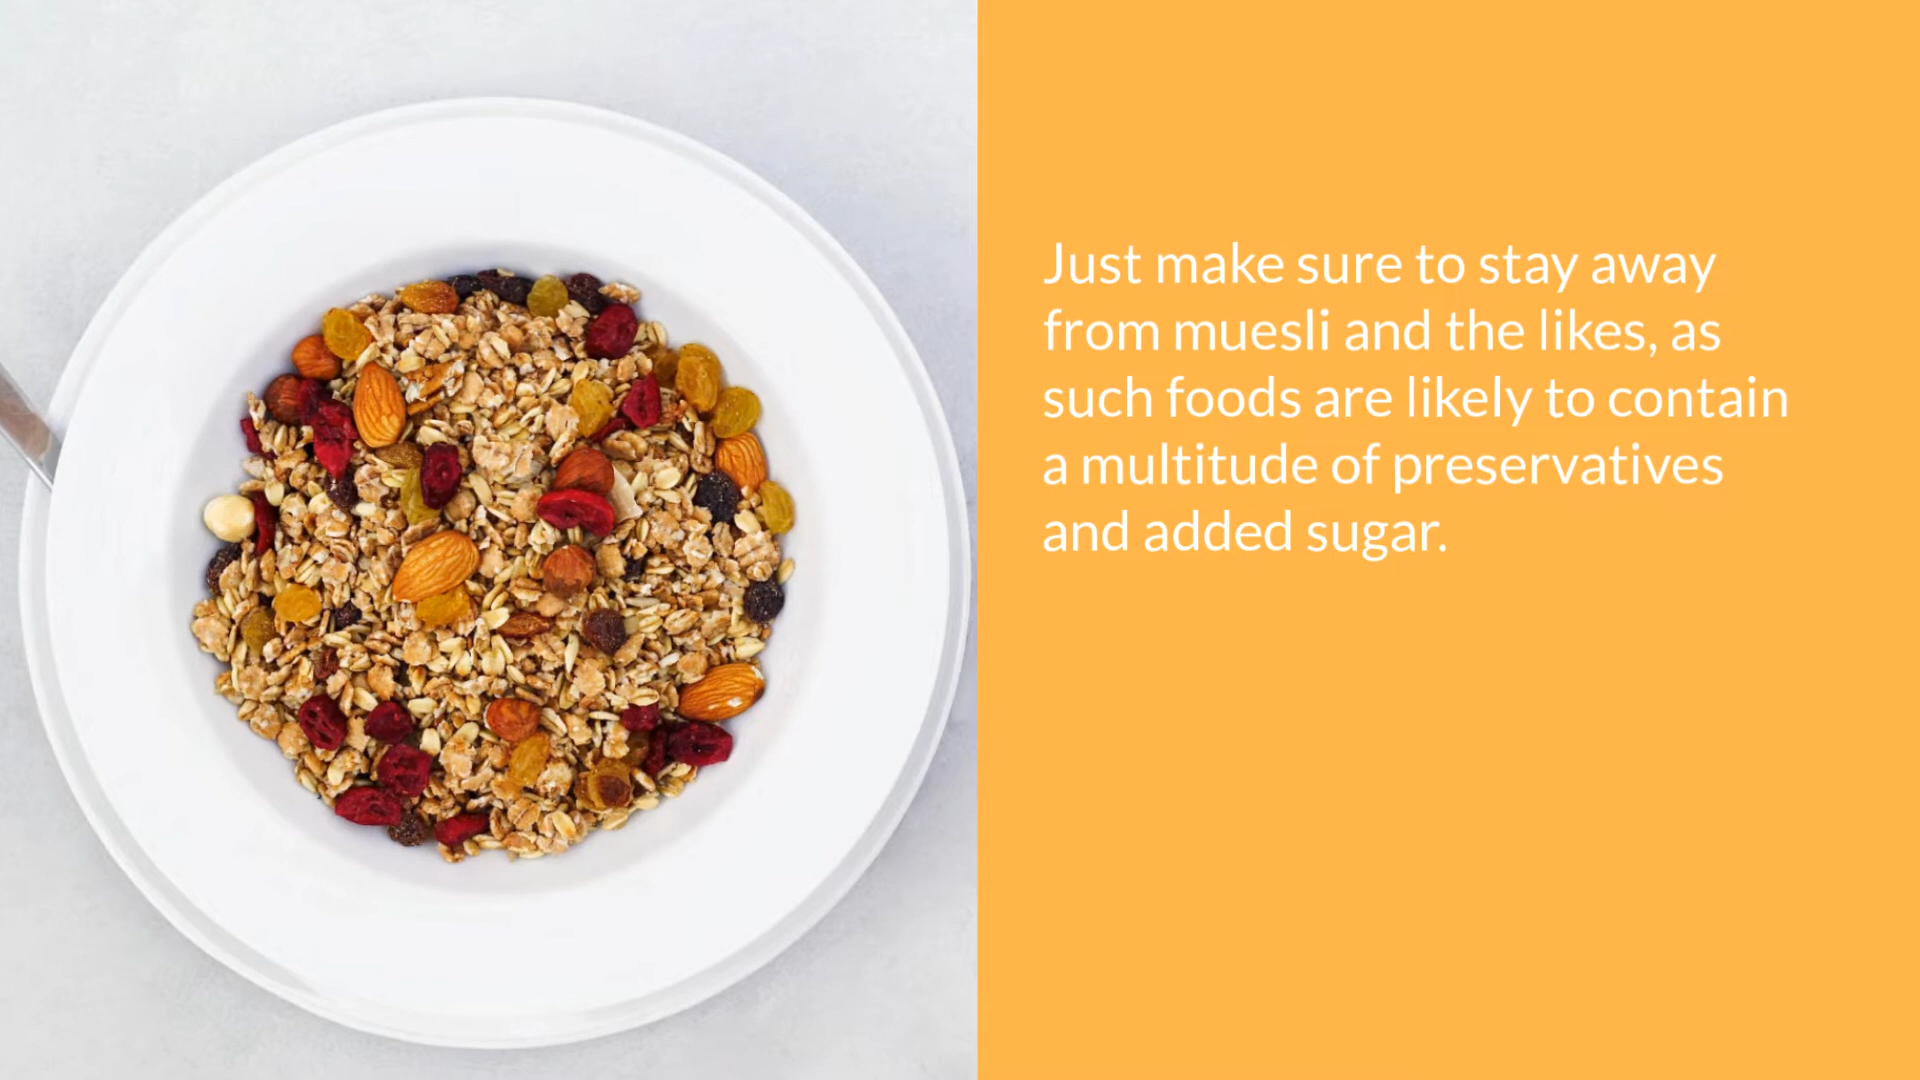 Just make sure to stay away
from muesli and the likes, as
such foods are likely to contain
a multitude of preservatives
and added sugar.